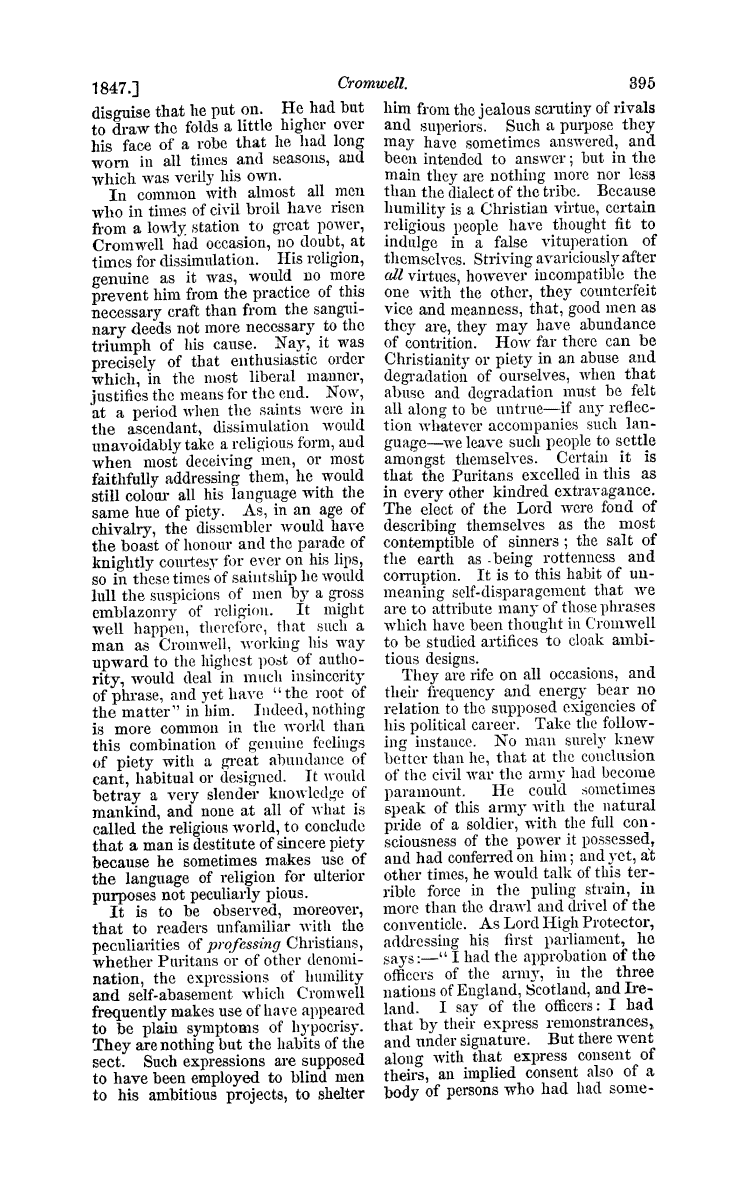 1847.] Cromwell. 395
disguise that he put on. He had but
to draw the folds a little higher over
his face of a robe that he had long
worn in all times and seasons, and
which was verily his own.
In common with almost all men
who in times of civil broil have risen
from a lowly station to great power,
Cromwell had occasion, no doubt, at
times for dissimulation. His religion,
genuine as it was, would no more
prevent him from the practice of this
necessary craft than from the sangui-
nary deeds not more necessary to the
triumph of his cause. Nay, it was
precisely of that enthusiastic order
which, in the most liberal manner,
justifies the means for the end. Now,
at a period when the saints were in
the ascendant, dissimulation would
unavoidably take a religious form, and
when most deceiving men, or most
faithfully addressing them, he would
still colour all his language with the
same hue of piety. As, in an age of
chivalry, the dissembler would have
the boast of honour and the parade of
knightly courtesy for ever on his lips,
so in these times of saintship he would
lull the suspicions of men by a gross
emblazonry of religion. It might
well happen, therefore, that such a
man as Cromwell, working his way
upward to the highest post of autho-
rity, would deal in much insincerity
of phrase, and yet have "the root of
the matter" in him. Indeed, nothing
is more common in the world than
this combination of genuine feelings
of piety with a great abundance of
cant, habitual or designed. It would
betray a very slender knowledge of
mankind, and none at all of what is
called the religious world, to conclude
that a man is destitute of sincere piety
because he sometimes makes use of
the language of religion for ulterior
purposes not peculiarly pious.
It is to be observed, moreover,
that to readers unfamiliar with the
peculiarities of professing Christians,
whether Puritans or of other denomi-
nation, the expressions of humility
and self-abasement which Cromwell
frequently makes use of have appeared
to be plain symptoms of hypocrisy.
They are nothing but the habits of the
sect. Such expressions are supposed
to have been employed to blind men
to his ambitious projects, to shelter
him from the jealous scrutiny of rivals
and superiors. Such a purpose they
may have sometimes answered, and
been intended to answer; but in the
main they are nothing more nor less
than the dialect of the tribe. Because
humility is a Christian virtue, certain
religious people have thought fit to
indulge in a false vituperation of
themselves. Striving avariciously after
all virtues, however incompatible the
one with the other, they counterfeit
vice and meanness, that, good men as
they are, they may have abundance
of contrition. How far there can be
Christianity or piety in an abuse and
degradation of ourselves, when that
abuse and degradation must be felt
all along to be untrue—if any reflec-
tion whatever accompanies such lan-
guage—we leave such people to settle
amongst themselves. Certain it is
that the Puritans excelled in this as
in every other kindred extravagance.
The elect of the Lord were fond of
describing themselves as the most
contemptible of sinners; the salt of
the earth as being rottenness and
corruption. It is to this habit of un-
meaning self-disparagement that we
are to attribute many of those phrases
which have been thought in Cromwell
to be studied artifices to cloak ambi-
tious designs.
They are rife on all occasions, and
their frequency and energy bear no
relation to the supposed exigencies of
his political career. Take the follow-
ing instance. No man surely knew
better than he, that at the conclusion
of the civil war the army had become
paramount. He could sometimes
speak of this army with the natural
pride of a soldier, with the full con-
sciousness of the power it possessed,
and had conferred on him; and yet, at
other times, he would talk of this ter-
rible force in the puling strain, in
more than the drawl and drivel of the
conventicle. As Lord High Protector,
addressing his first parliament, he
says:—"I had the approbation of the
officers of the army, in the three
nations of England, Scotland, and Ire-
land. I say of the officers: I had
that by their express remonstrances,
and under signature. But there went
along with that express consent of
theirs, an implied consent also of a
body of persons who had had some-